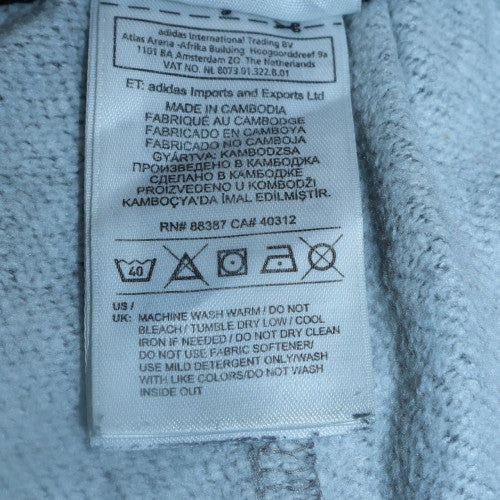 adidas International Trading BV
Atlas Arena -Afrika Building Hoogoorddreef 9a
1101 BA Amsterdam ZO The Netherlands
VAT NO. NL 8073.91.322.B.01
ET: adidas Imports and Exports Ltd
MADE IN CAMBODIA
FABRIQUÉ AU CAMBODGE
FABRICADO EN CAMBOYA
FABRICADO NO CAMBOJA
GYÁRTVA: KAMBODZSA
ПРОИЗВЕДЕНО В КАМБОДЖЕ
СДЕЛАНО В КАМБОДЖЕ
PROIZVEDENO U KOMBODŽI
KAMBOÇYA'DA İMAL EDİLMİŞTİR.
RN# 88387 CA# 40312
40
US /
UK: MACHINE WASH WARM / DO NOT
BLEACH / TUMBLE DRY LOW / COOL
IRON IF NEEDED / DO NOT DRY CLEAN
DO NOT USE FABRIC SOFTENER/
USE MILD DETERGENT ONLY/WASH
WITH LIKE COLORS/DO NOT WASH
INSIDE OUT